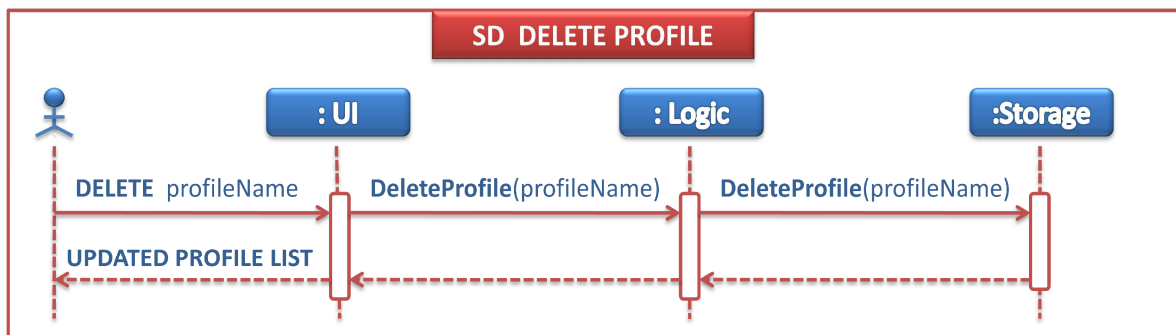 SD DELETE PROFILE
: UI
: Logic
:Storage
DELETE profileName
DeleteProfile(profileName)
DeleteProfile(profileName)
UPDATED PROFILE LIST